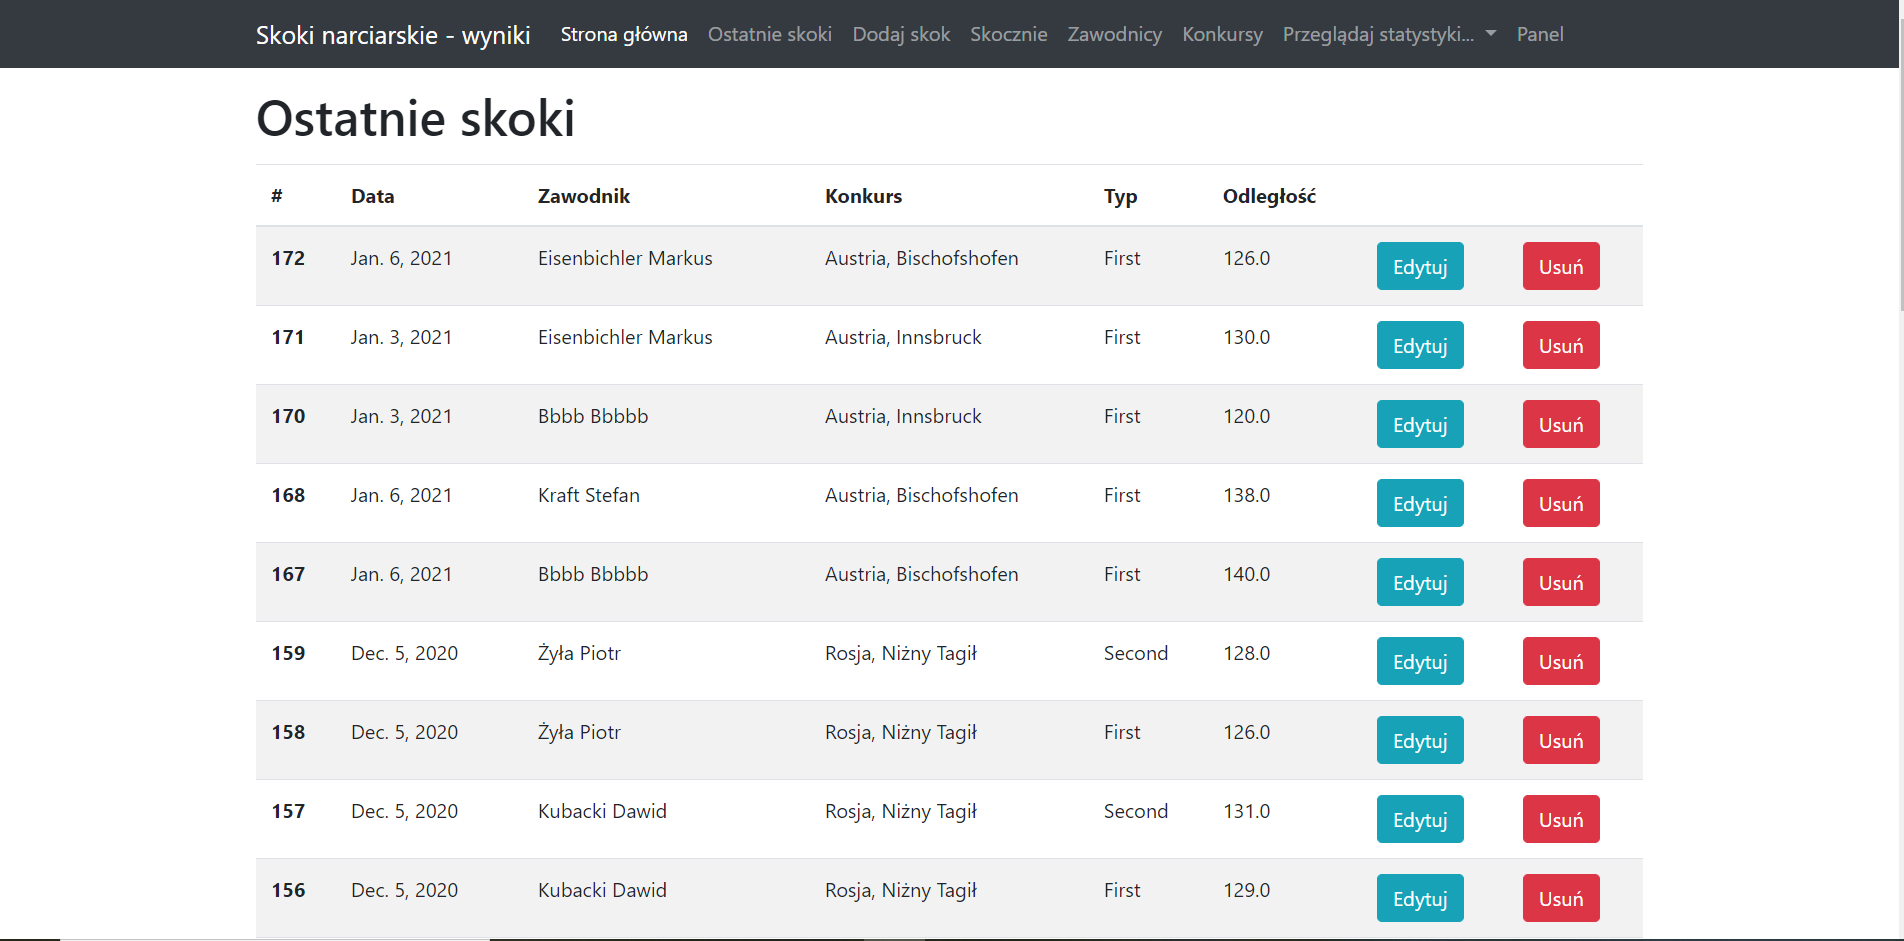 Skoki narciarskie - wyniki Strona główna Ostatnie skoki Dodaj skok Skocznie Zawodnicy Konkursy Przeglądaj statystyki... Panel
Ostatnie skoki
# Data Zawodnik Konkurs Typ Odległość
172 Jan. 6, 2021 Eisenbichler Markus Austria, Bischofshofen First 126.0 Edytuj Usuń
171 Jan. 3, 2021 Eisenbichler Markus Austria, Innsbruck First 130.0 Edytuj Usuń
170 Jan. 3, 2021 Bbbb Bbbbb Austria, Innsbruck First 120.0 Edytuj Usuń
168 Jan. 6, 2021 Kraft Stefan Austria, Bischofshofen First 138.0 Edytuj Usuń
167 Jan. 6, 2021 Bbbb Bbbbb Austria, Bischofshofen First 140.0 Edytuj Usuń
159 Dec. 5, 2020 Żyła Piotr Rosja, Niżny Tagił Second 128.0 Edytuj Usuń
158 Dec. 5, 2020 Żyła Piotr Rosja, Niżny Tagił First 126.0 Edytuj Usuń
157 Dec. 5, 2020 Kubacki Dawid Rosja, Niżny Tagił Second 131.0 Edytuj Usuń
156 Dec. 5, 2020 Kubacki Dawid Rosja, Niżny Tagił First 129.0 Edytuj Usuń